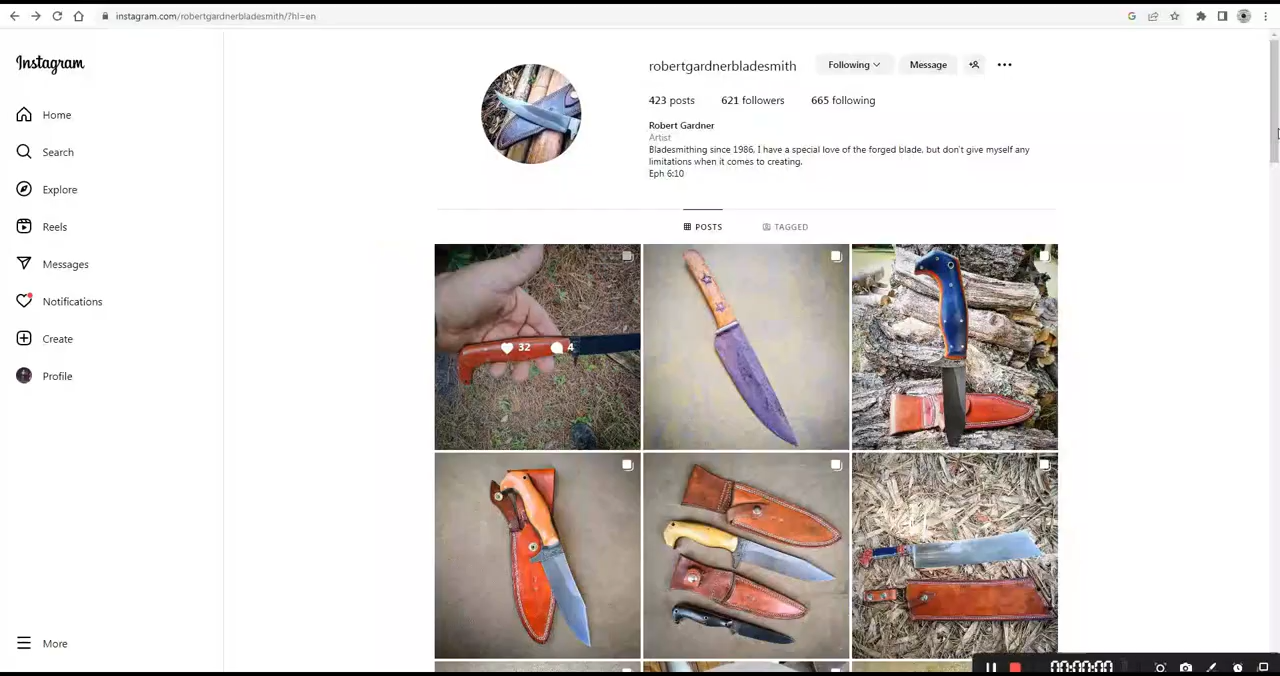 instagram.com/robertgardnerbladesmith/?hl=en
Instagram
Home
Search
Explore
Reels
Messages
Notifications
Create
Profile
More
robertgardnerbladesmith
Following
Message
423 posts 621 followers 665 following
Robert Gardner
Artist
Bladesmithing since 1986, I have a special love of the forged blade, but don't give myself any
limitations when it comes to creating.
Eph 6:10
POSTS TAGGED
32 4
00:00:00